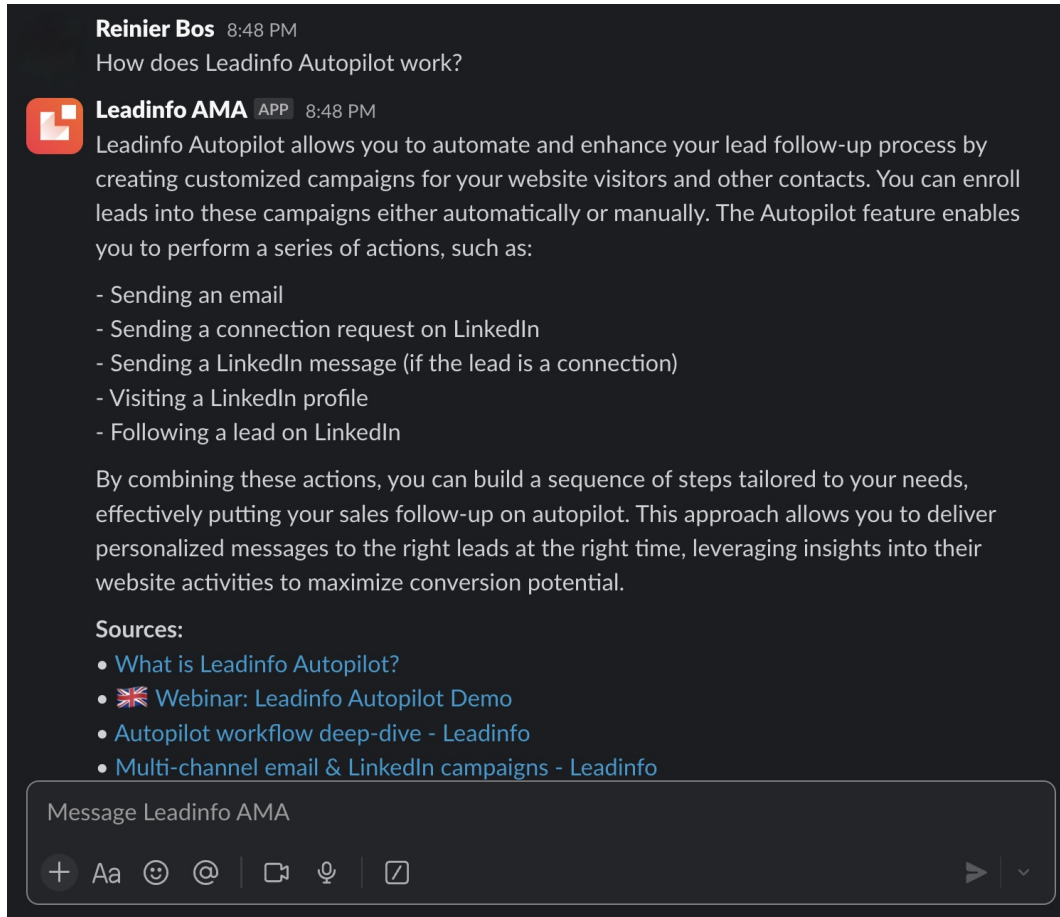 Reinier Bos 8:48 PM
How does Leadinfo Autopilot work?
Leadinfo AMA APP 8:48 PM
Leadinfo Autopilot allows you to automate and enhance your lead follow-up process by
creating customized campaigns for your website visitors and other contacts. You can enroll
leads into these campaigns either automatically or manually. The Autopilot feature enables
you to perform a series of actions, such as:
- Sending an email
- Sending a connection request on LinkedIn
- Sending a LinkedIn message (if the lead is a connection)
- Visiting a LinkedIn profile
- Following a lead on LinkedIn
By combining these actions, you can build a sequence of steps tailored to your needs,
effectively putting your sales follow-up on autopilot. This approach allows you to deliver
personalized messages to the right leads at the right time, leveraging insights into their
website activities to maximize conversion potential.
Sources:
• What is Leadinfo Autopilot?
• 🇬🇧 Webinar: Leadinfo Autopilot Demo
• Autopilot workflow deep-dive - Leadinfo
• Multi-channel email & LinkedIn campaigns - Leadinfo
Message Leadinfo AMA
+ Aa @